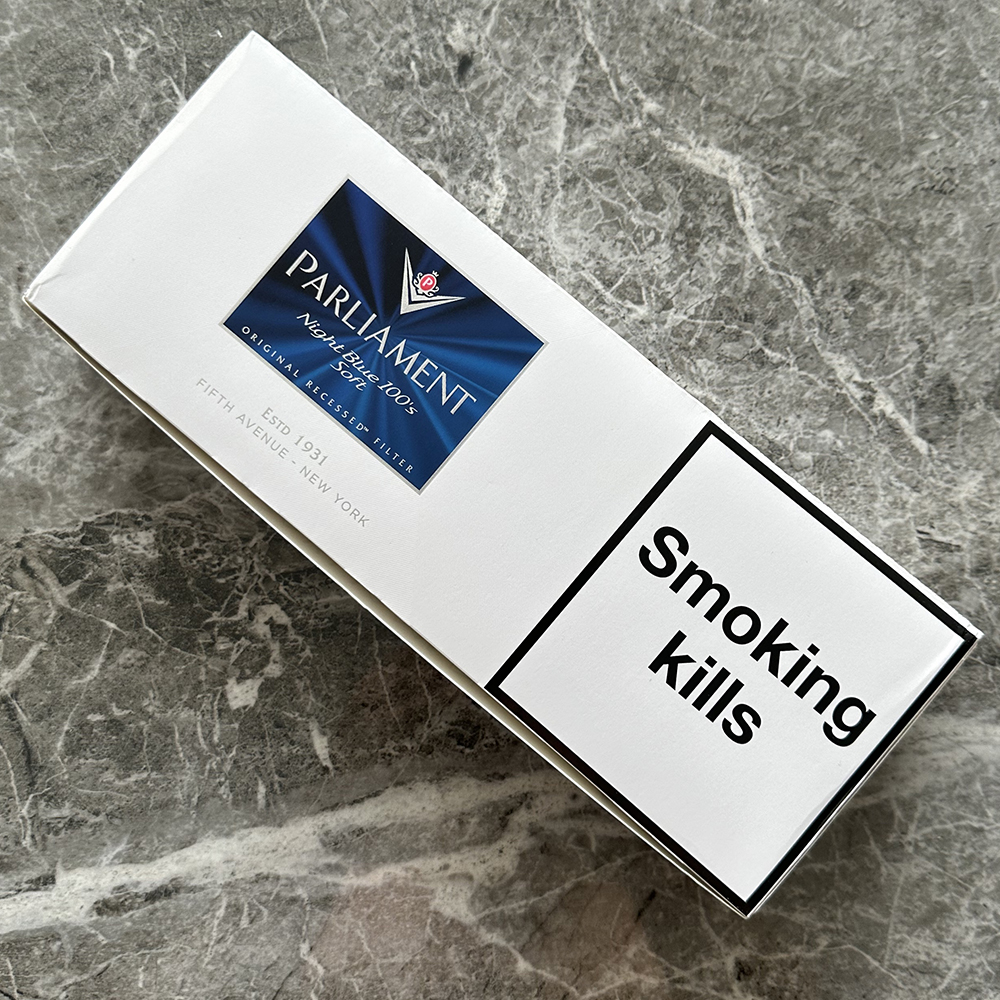 P
PARLIAMENT
Night Blue 100's
Soft
ORIGINAL RECESSED™ FILTER
ESTD 1931
FIFTH AVENUE - NEW YORK
Smoking
kills